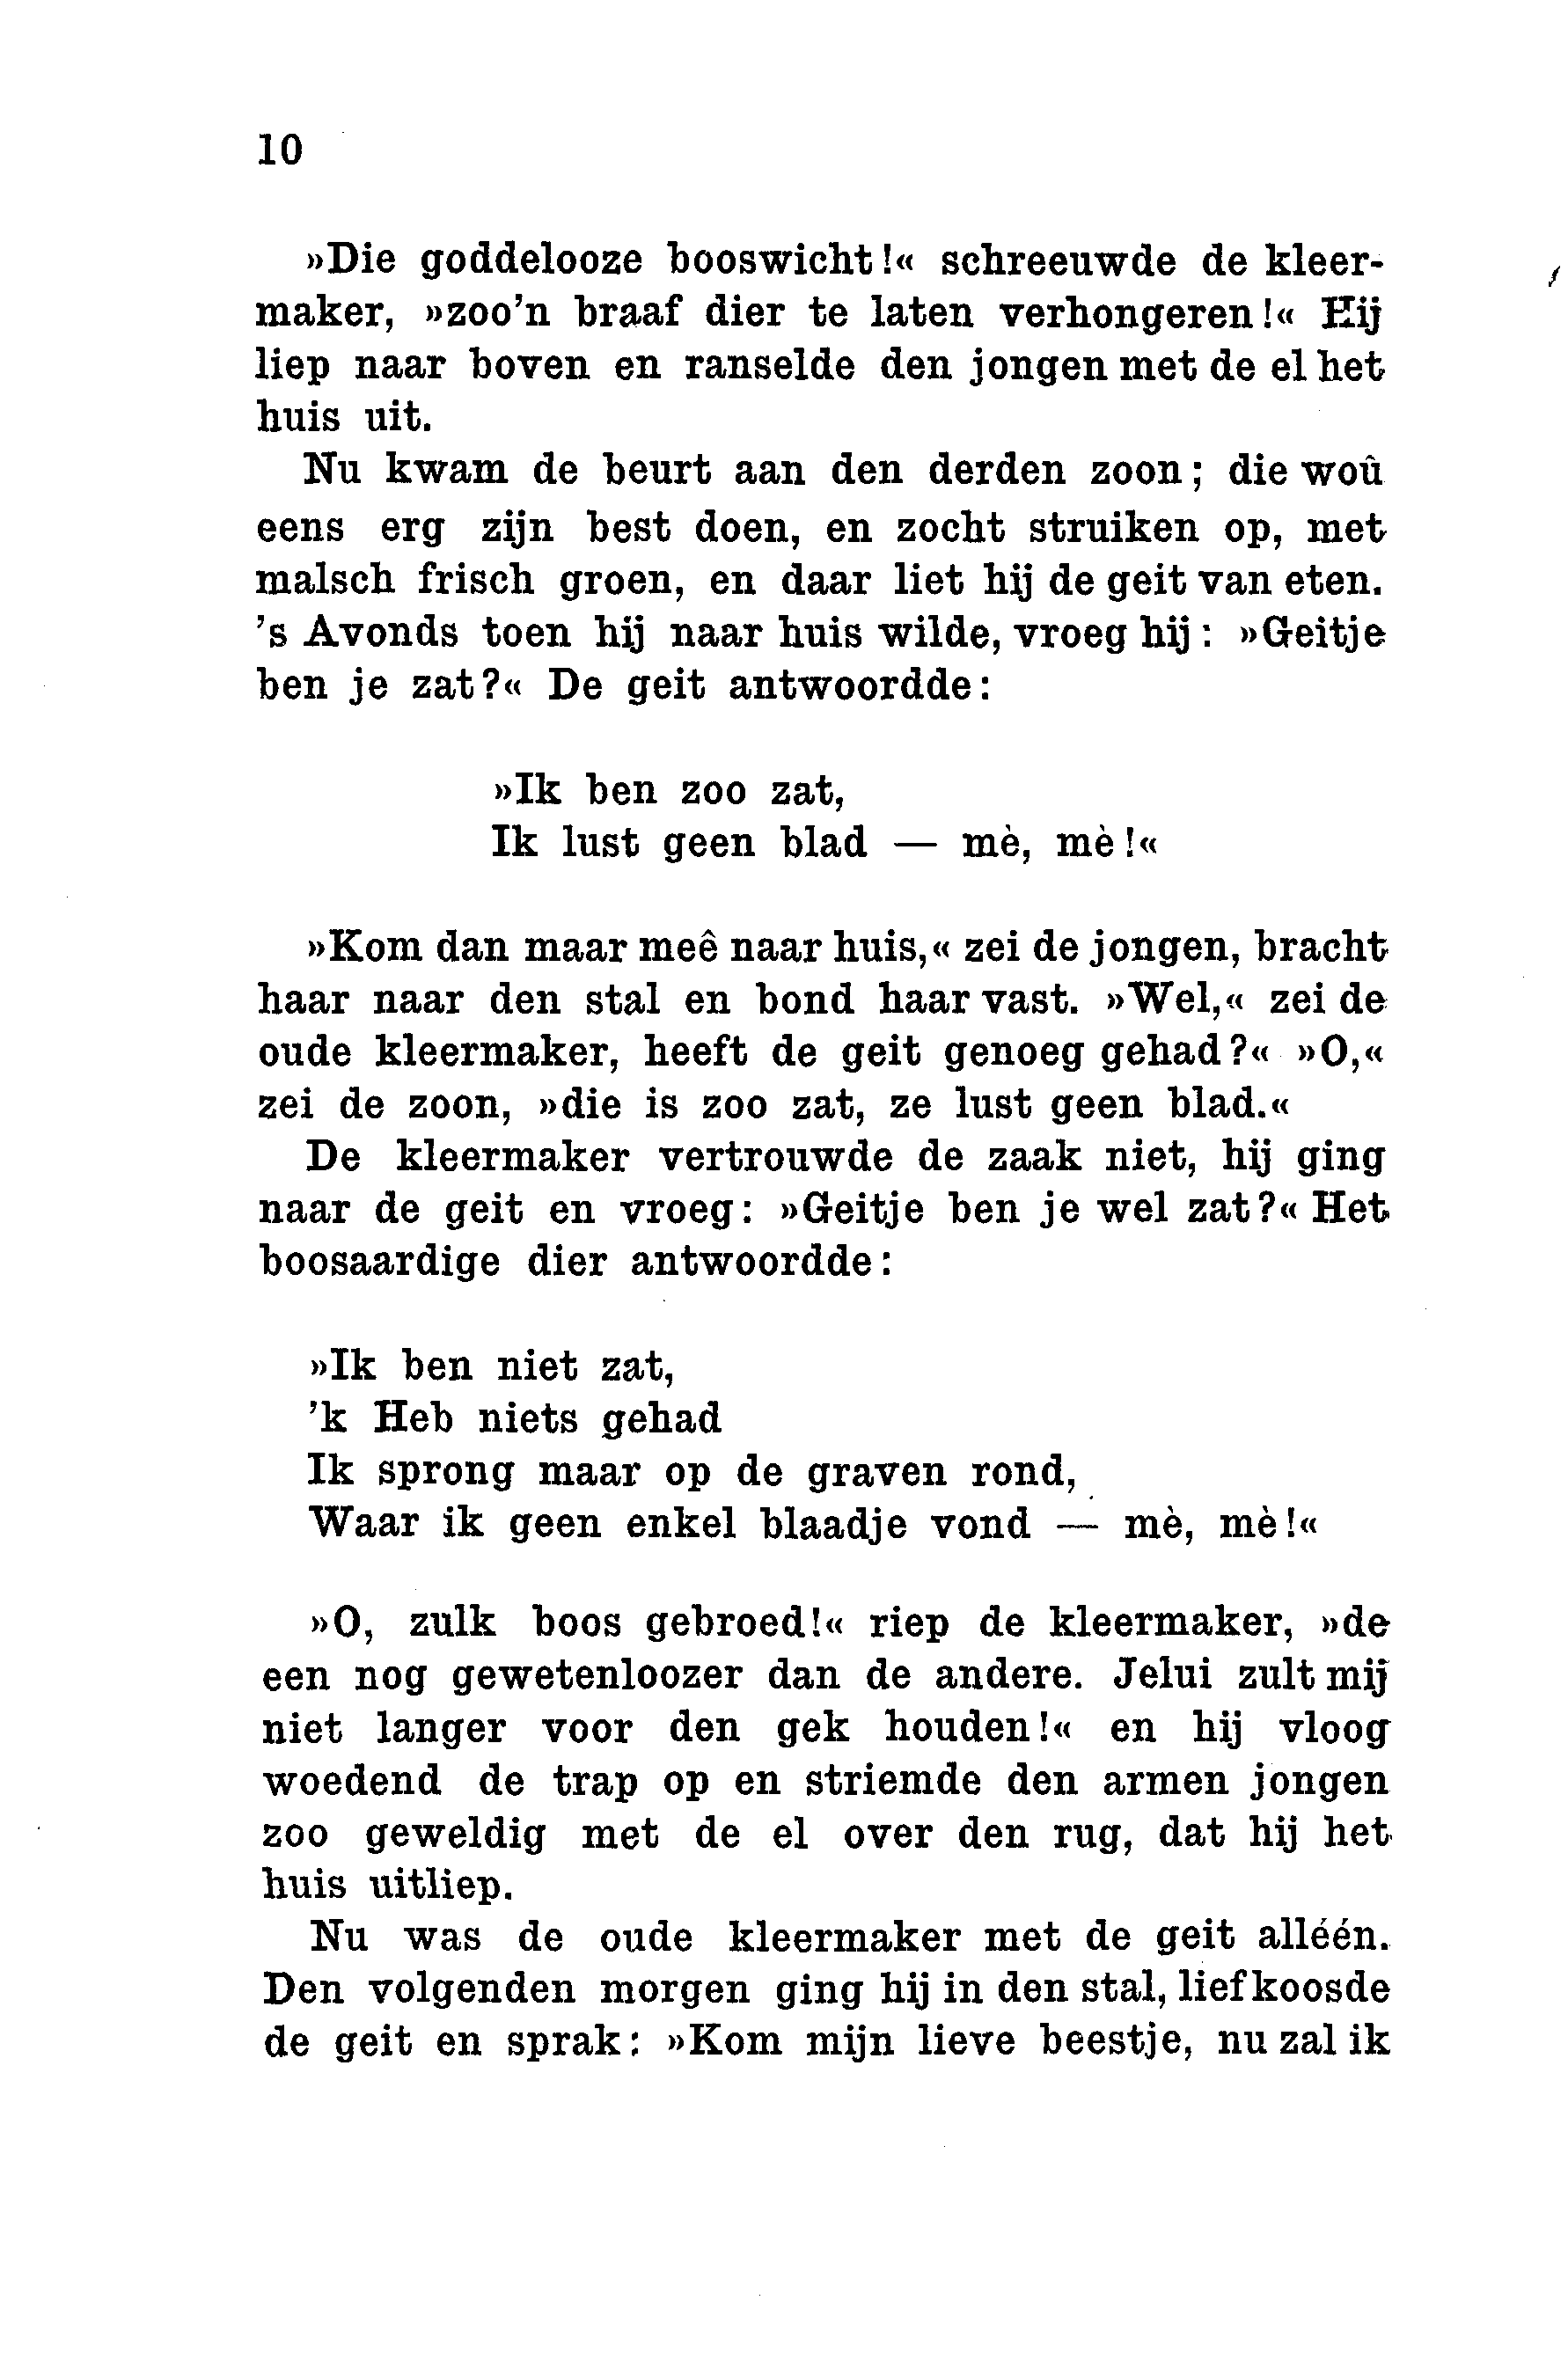 10
»Die goddelooze booswicht!« schreeuwde de kleer-
maker, »zoo'n braaf dier te laten verhongeren!« Hij
liep naar boven en ranselde den jongen met de el het
huis uit.
Nu kwam de beurt aan den derden zoon; die woû
eens erg zijn best doen, en zocht struiken op, met
malsch frisch groen, en daar liet hij de geit van eten.
's Avonds toen hij naar huis wilde, vroeg hij: »Geitje
ben je zat?« De geit antwoordde:
»Ik ben zoo zat,
Ik lust geen blad — mè, mè!«
»Kom dan maar meê naar huis,« zei de jongen, bracht
haar naar den stal en bond haar vast. »Wel,« zei de
oude kleermaker, heeft de geit genoeg gehad?« »O,«
zei de zoon, »die is zoo zat, ze lust geen blad.«
De kleermaker vertrouwde de zaak niet, hij ging
naar de geit en vroeg: »Geitje ben je wel zat?« Het
boosaardige dier antwoordde:
»Ik ben niet zat,
'k Heb niets gehad
Ik sprong maar op de graven rond,
Waar ik geen enkel blaadje vond — mè, mè!«
»O, zulk boos gebroed!« riep de kleermaker, »de
een nog gewetenloozer dan de andere. Jelui zult mij
niet langer voor den gek houden!« en hij vloog
woedend de trap op en striemde den armen jongen
zoo geweldig met de el over den rug, dat hij het
huis uitliep.
Nu was de oude kleermaker met de geit alléén.
Den volgenden morgen ging hij in den stal, liefkoosde
de geit en sprak: »Kom mijn lieve beestje, nu zal ik